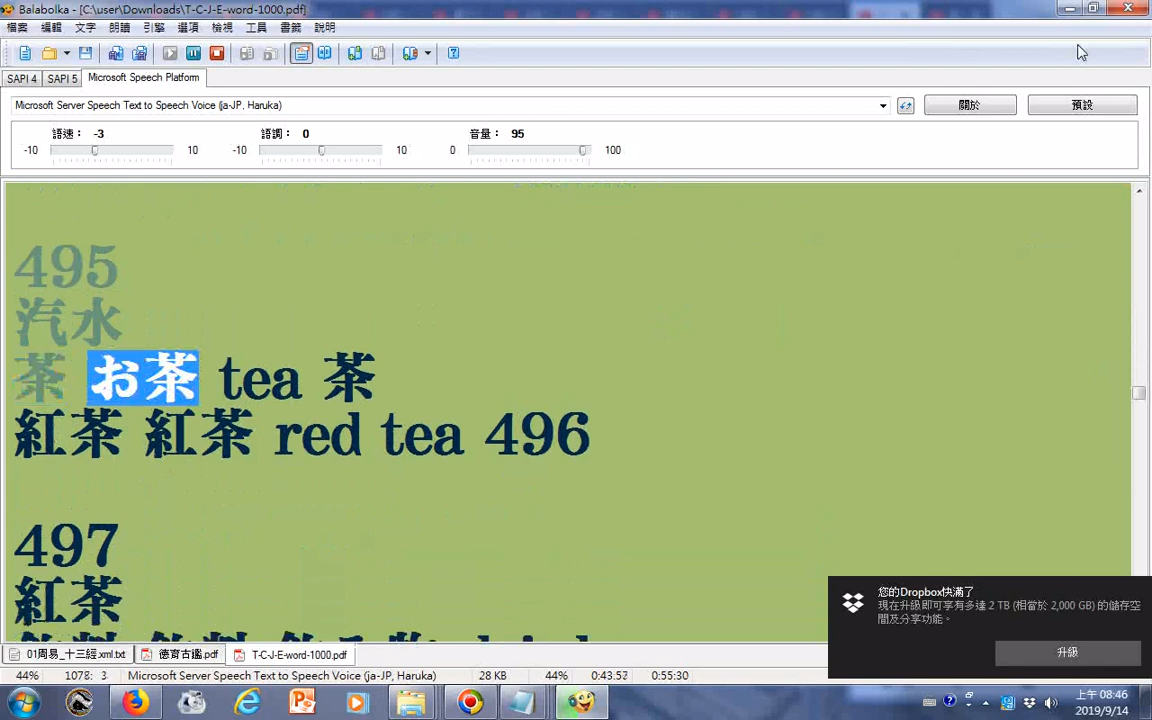 Balabolka - [C:\user\Downloads\T-C-J-E-word-1000.pdf]
檔案 編輯 文字 朗讀 引擎 選項 檢視 工具 書籤 說明
SAPI 4 SAPI 5 Microsoft Speech Platform
Microsoft Server Speech Text to Speech Voice (ja-JP, Haruka) 關於 預設
語速： -3 語調： 0 音量： 95
-10 10 -10 10 0 100
495
汽水
茶 お茶 tea 茶
紅茶 紅茶 red tea 496
497
紅茶
您的Dropbox快滿了
現在升級即可享有多達 2 TB (相當於 2,000 GB) 的儲存空
間及分享功能。
升級
01周易_十三經.xml.txt 德育古鑑.pdf T-C-J-E-word-1000.pdf
44% 1078: 3 Microsoft Server Speech Text to Speech Voice (ja-JP, Haruka) 28 KB 44% 0:43:52 0:55:30
上午 08:46
2019/9/14